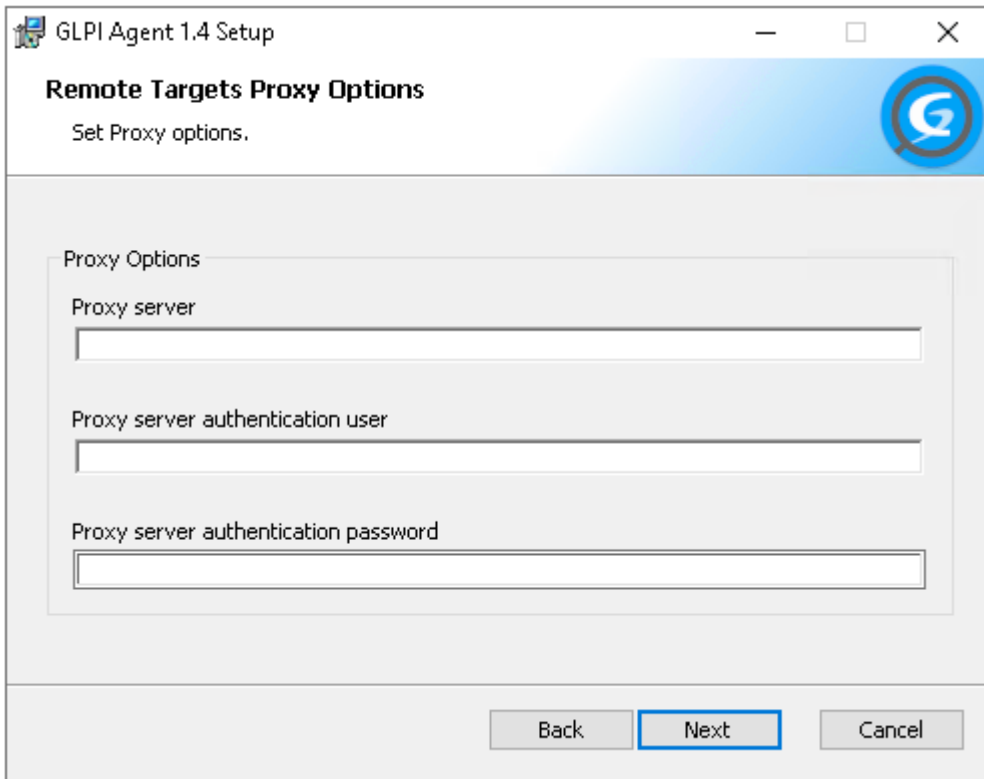 GLPI Agent 1.4 Setup
Remote Targets Proxy Options
Set Proxy options.
Proxy Options
Proxy server
Proxy server authentication user
Proxy server authentication password
Back
Next
Cancel